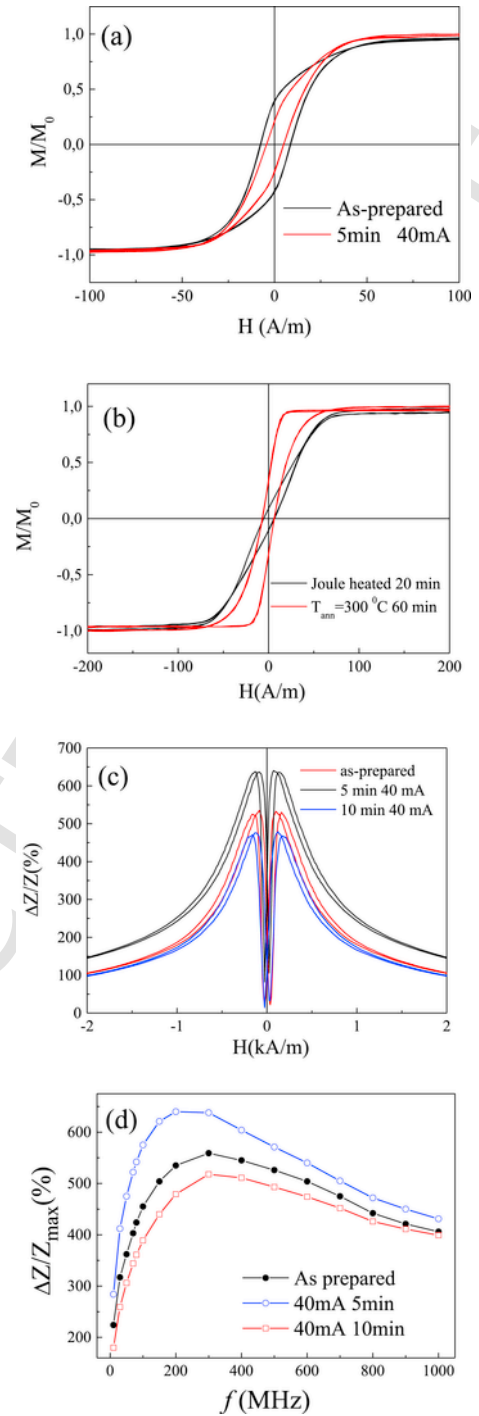 (a)
1,0
0,5
0,0
-0,5
-1,0
M/M0
As-prepared
5min 40mA
-100 -50 0 50 100
H (A/m)
(b)
1,0
0,5
0,0
-0,5
-1,0
M/M0
Joule heated 20 min
Tann=300 ⁰C 60 min
-200 -100 0 100 200
H(A/m)
(c)
700
600
500
400
300
200
100
0
ΔZ/Z(%)
as-prepared
5 min 40 mA
10 min 40 mA
-2 -1 0 1 2
H(kA/m)
(d)
600
500
400
300
200
ΔZ/Zmax(%)
As prepared
40mA 5min
40mA 10min
0 200 400 600 800 1000
f (MHz)